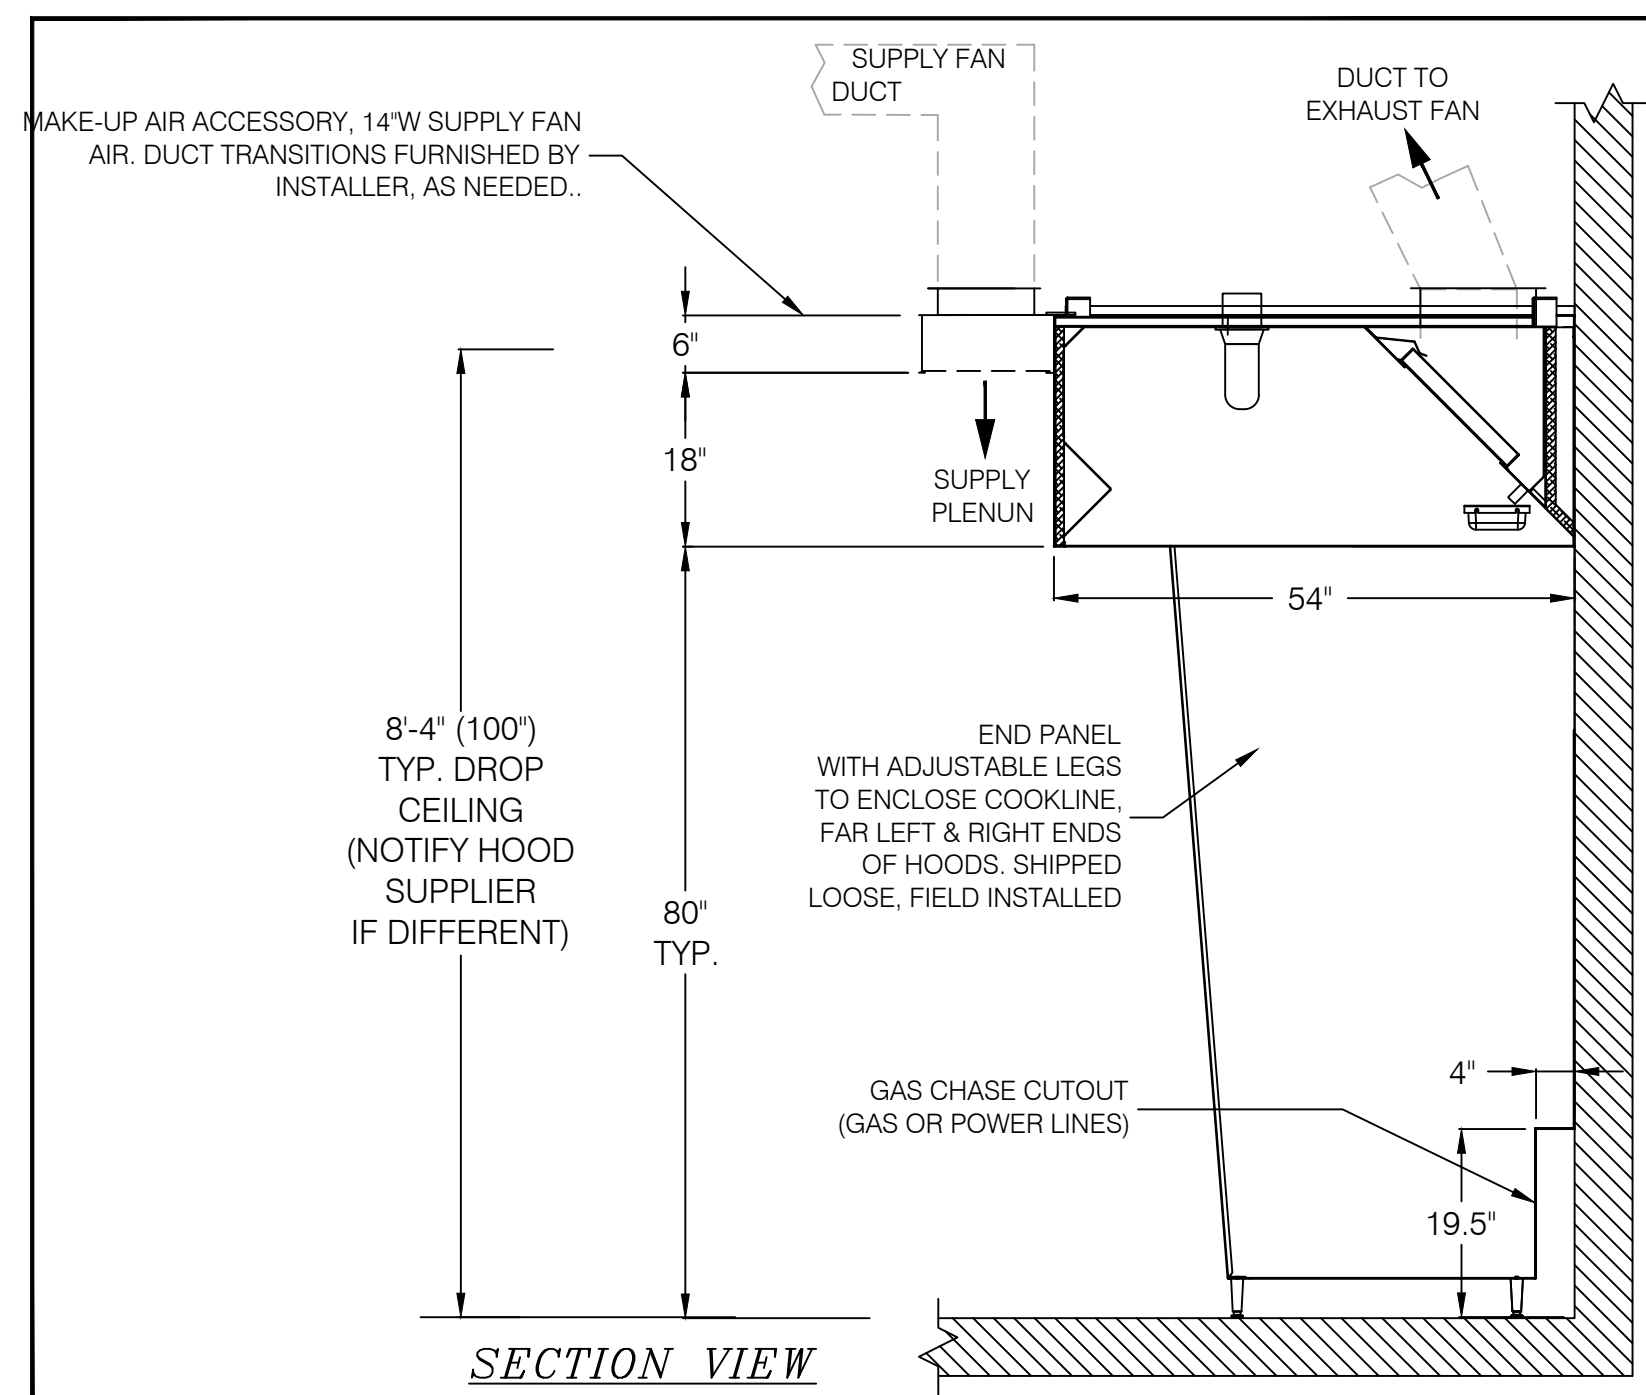 SUPPLY FAN
DUCT
DUCT TO
EXHAUST FAN
MAKE-UP AIR ACCESSORY, 14"W SUPPLY FAN
AIR. DUCT TRANSITIONS FURNISHED BY
INSTALLER, AS NEEDED..
6"
18"
SUPPLY
PLENUN
54"
8'-4" (100")
TYP. DROP
CEILING
(NOTIFY HOOD
SUPPLIER
IF DIFFERENT)
80"
TYP.
END PANEL
WITH ADJUSTABLE LEGS
TO ENCLOSE COOKLINE,
FAR LEFT & RIGHT ENDS
OF HOODS. SHIPPED
LOOSE, FIELD INSTALLED
4"
GAS CHASE CUTOUT
(GAS OR POWER LINES)
19.5"
SECTION VIEW